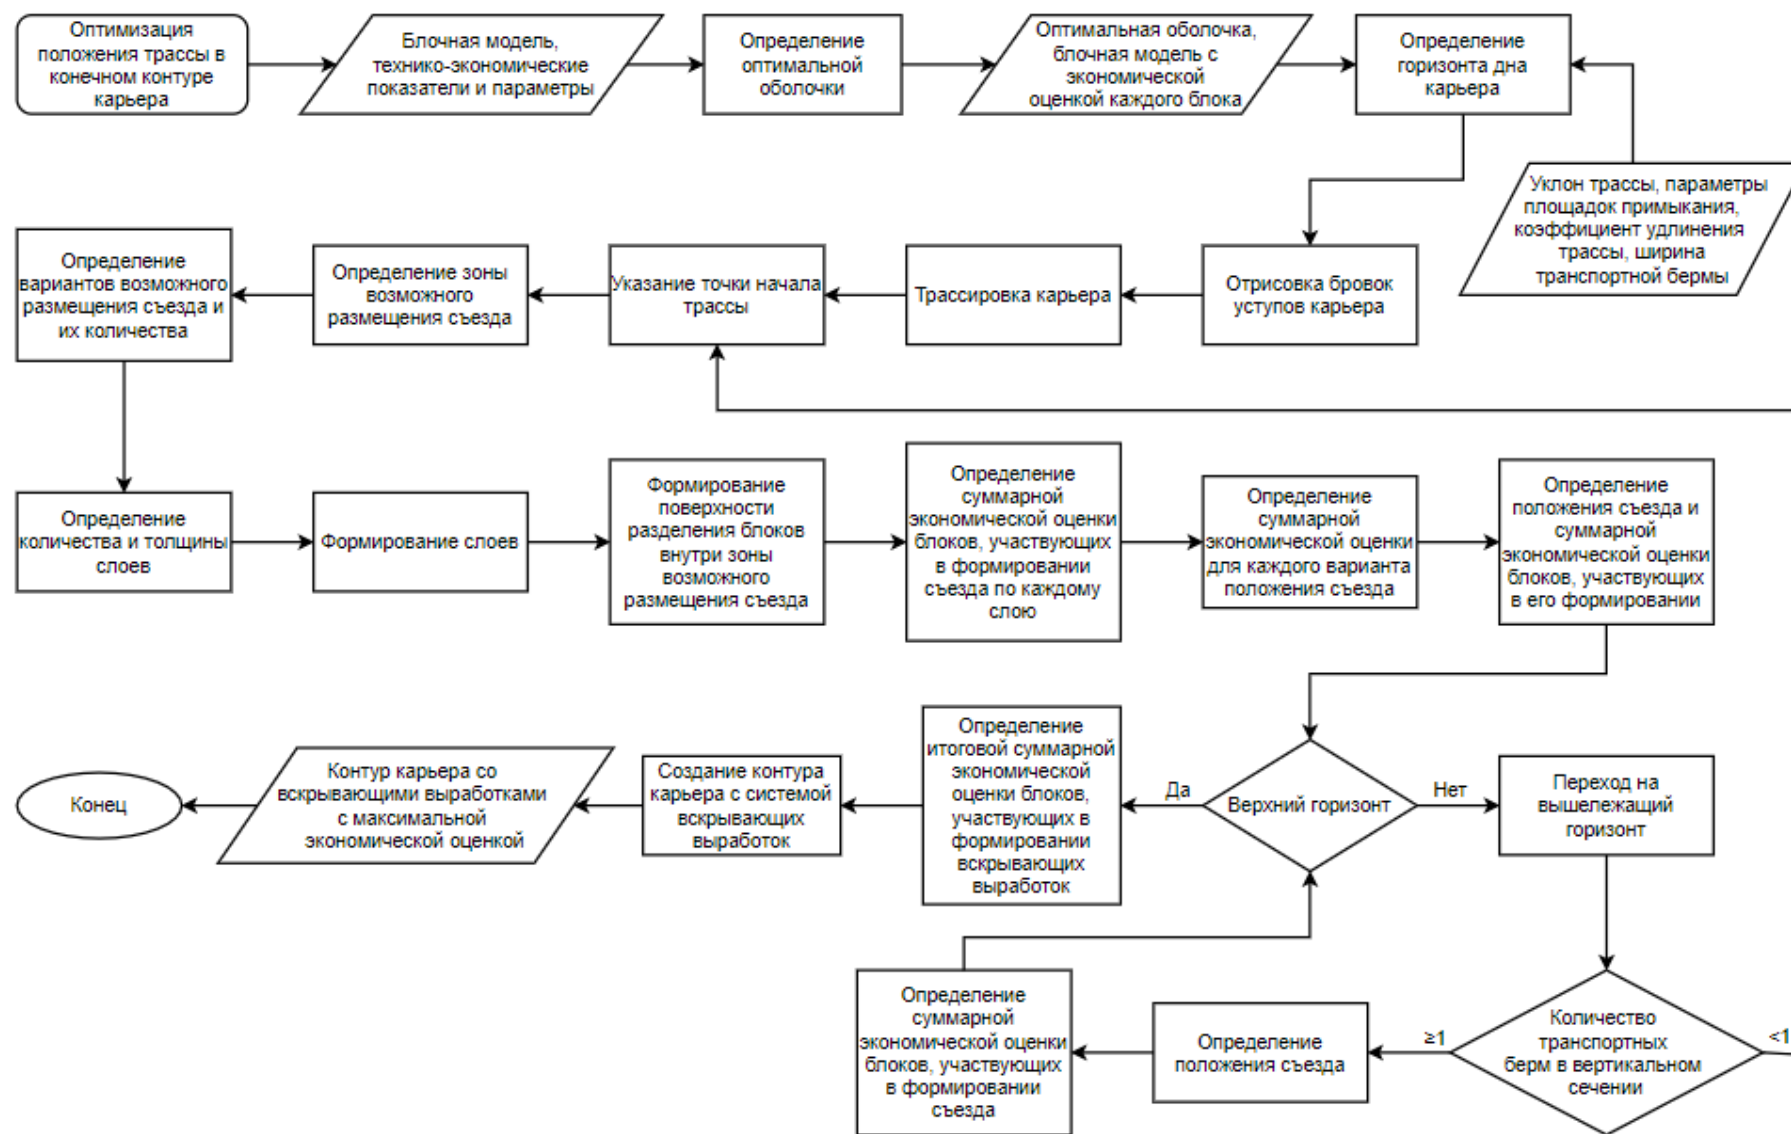 Оптимизация
положения трассы в
конечном контуре
карьера
Блочная модель,
технико-экономические
показатели и параметры
Определение
оптимальной
оболочки
Оптимальная оболочка,
блочная модель с
экономической
оценкой каждого блока
Определение
горизонта дна
карьера
Уклон трассы, параметры
площадок примыкания,
коэффициент удлинения
трассы, ширина
транспортной бермы
Отрисовка бровок
уступов карьера
Трассировка карьера
Указание точки начала
трассы
Определение зоны
возможного
размещения съезда
Определение
вариантов возможного
размещения съезда и
их количества
Определение
количества и толщины
слоев
Формирование слоев
Формирование
поверхности
разделения блоков
внутри зоны
возможного
размещения съезда
Определение
суммарной
экономической оценки
блоков, участвующих
в формировании
съезда по каждому
слою
Определение
суммарной
экономической оценки
для каждого варианта
положения съезда
Определение
положения съезда и
суммарной
экономической оценки
блоков, участвующих
в его формировании
Верхний горизонт
Да
Нет
Определение
итоговой суммарной
экономической
оценки блоков,
участвующих в
формировании
вскрывающих
выработок
Создание контура
карьера с системой
вскрывающих
выработок
Контур карьера со
вскрывающими выработками
с максимальной
экономической оценкой
Конец
Переход на
вышележащий
горизонт
Количество
транспортных
берм в вертикальном
сечении
≥1
<1
Определение
положения съезда
Определение
суммарной
экономической оценки
блоков, участвующих
в формировании
съезда